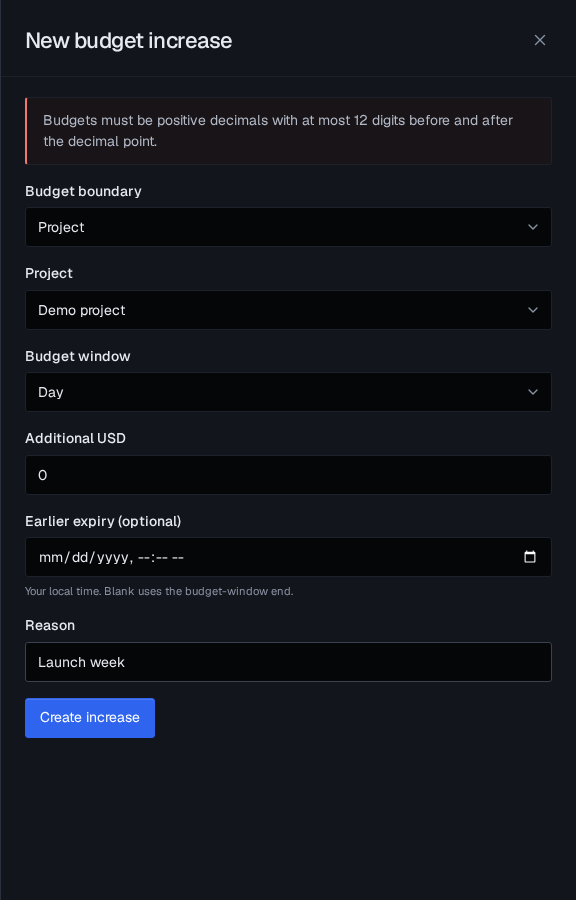 New budget increase
Budgets must be positive decimals with at most 12 digits before and after
the decimal point.
Budget boundary
Project
Project
Demo project
Budget window
Day
Additional USD
0
Earlier expiry (optional)
mm/dd/yyyy, --:-- --
Your local time. Blank uses the budget-window end.
Reason
Launch week
Create increase